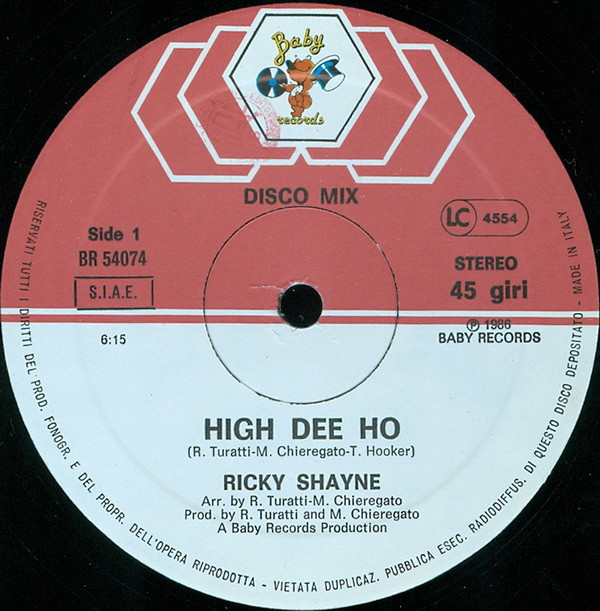 Baby
records
DISCO MIX
Side 1
BR 54074
S.I.A.E.
6:15
LC 4554
STEREO
45 giri
Ⓟ 1986
BABY RECORDS
HIGH DEE HO
(R. Turatti-M. Chieregato-T. Hooker)
RICKY SHAYNE
Arr. by R. Turatti-M. Chieregato
Prod. by R. Turatti and M. Chieregato
A Baby Records Production
RISERVATI TUTTI I DIRITTI DEL PROD. FONOGR. E DEL PROPR. DELL'OPERA RIPRODOTTA - VIETATA DUPLICAZ. PUBBLICA ESEC. RADIODIFFUS. DI QUESTO DISCO DEPOSITATO - MADE IN ITALY